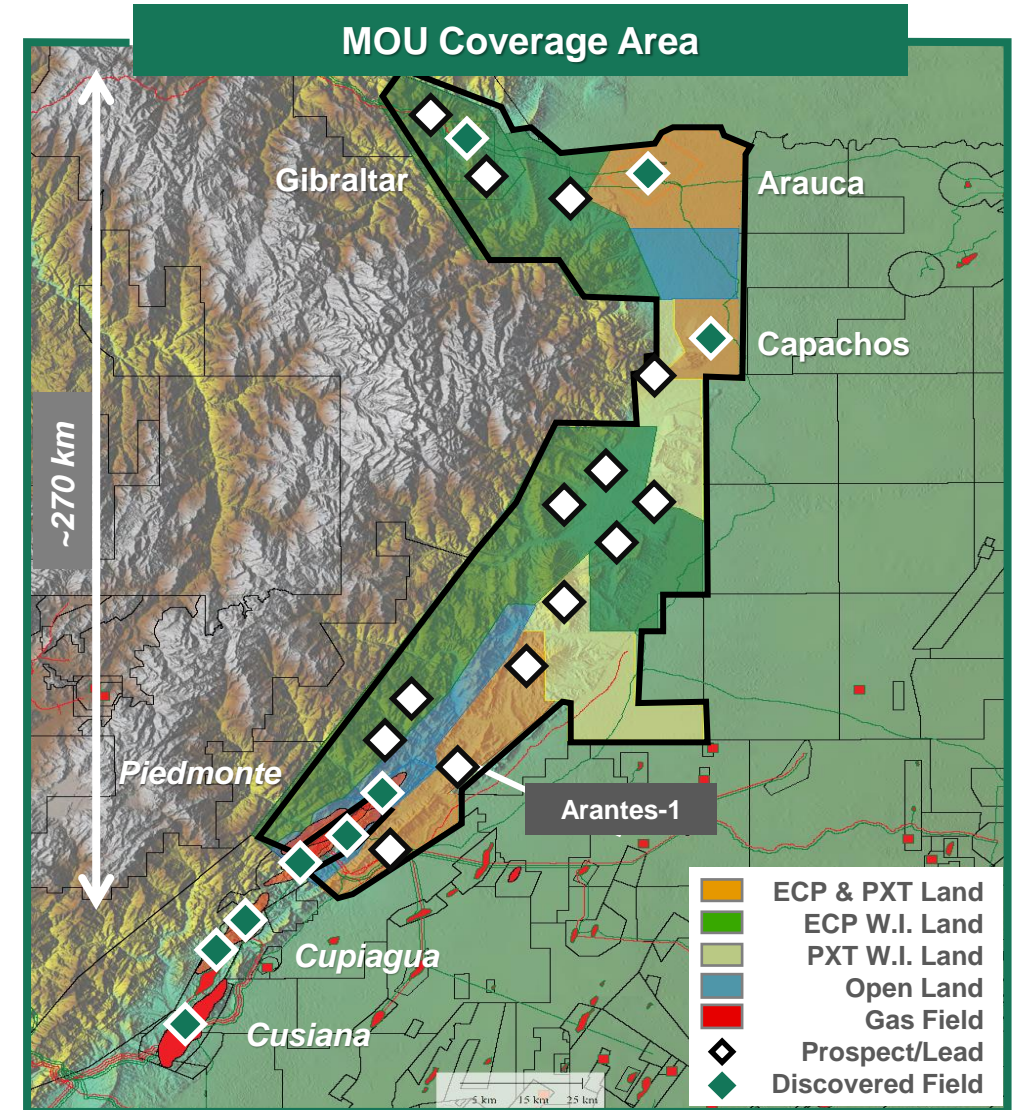 MOU Coverage Area
Gibraltar
Arauca
Capachos
~270 km
Piedmonte
Arantes-1
Cupiagua
Cusiana
ECP & PXT Land
ECP W.I. Land
PXT W.I. Land
Open Land
Gas Field
Prospect/Lead
Discovered Field
5 km 15 km 25 km